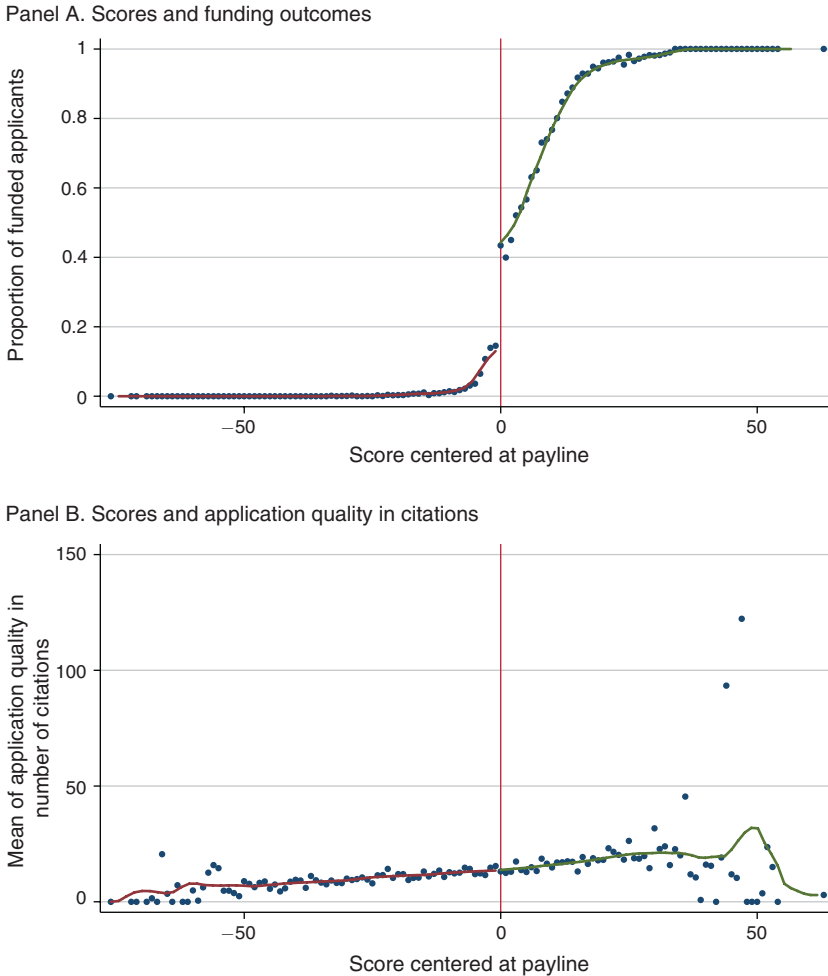 Panel A. Scores and funding outcomes
Proportion of funded applicants
1
0.8
0.6
0.4
0.2
0
−50
0
50
Score centered at payline
Panel B. Scores and application quality in citations
Mean of application quality in
number of citations
150
100
50
0
−50
0
50
Score centered at payline